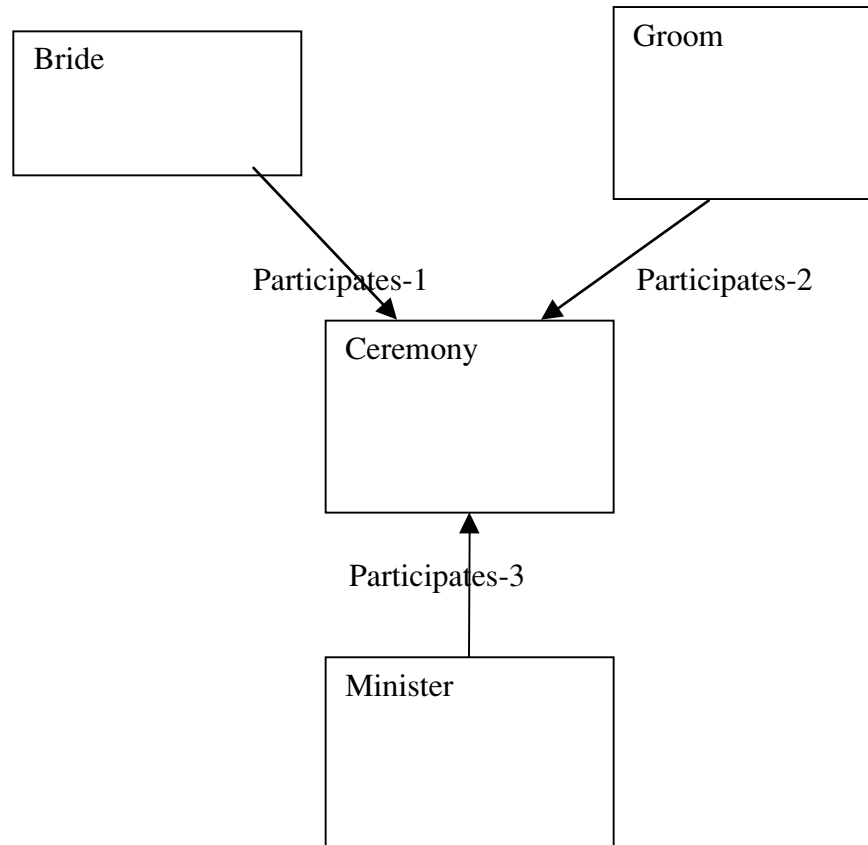 Bride
Groom
Participates-1
Participates-2
Ceremony
Participates-3
Minister